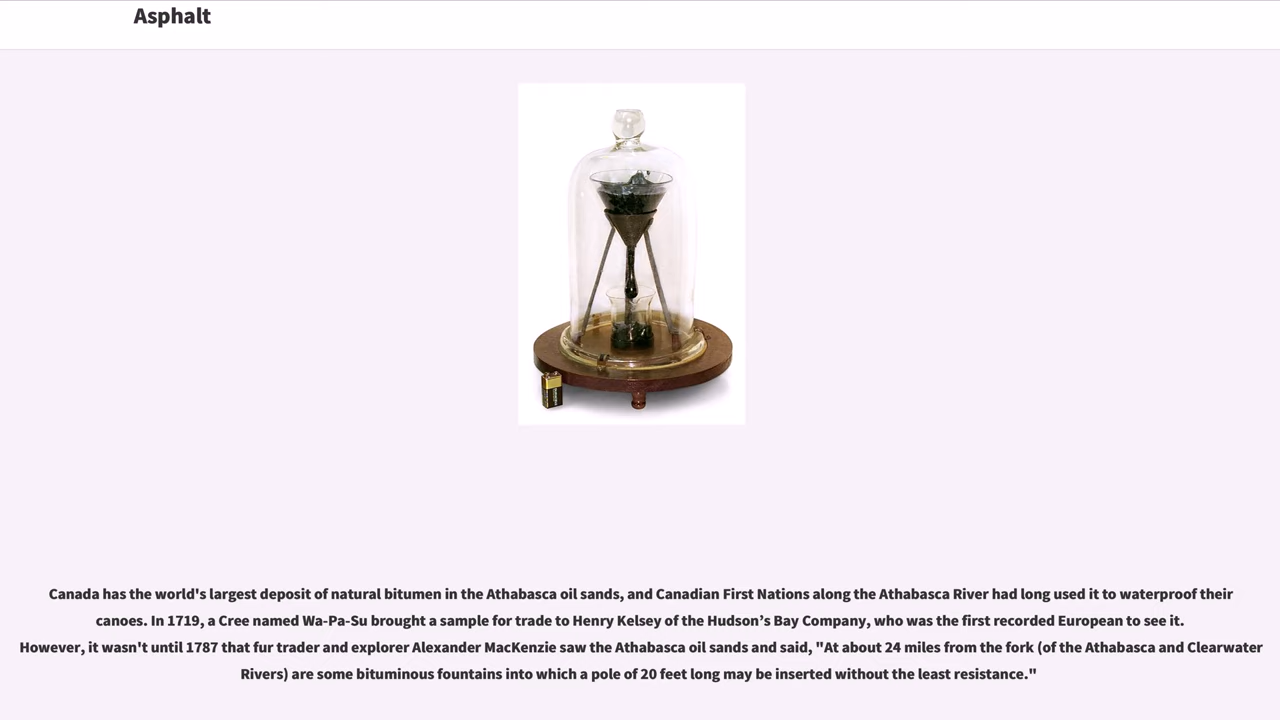 Asphalt
Canada has the world's largest deposit of natural bitumen in the Athabasca oil sands, and Canadian First Nations along the Athabasca River had long used it to waterproof their
canoes. In 1719, a Cree named Wa-Pa-Su brought a sample for trade to Henry Kelsey of the Hudson’s Bay Company, who was the first recorded European to see it.
However, it wasn't until 1787 that fur trader and explorer Alexander MacKenzie saw the Athabasca oil sands and said, "At about 24 miles from the fork (of the Athabasca and Clearwater
Rivers) are some bituminous fountains into which a pole of 20 feet long may be inserted without the least resistance."